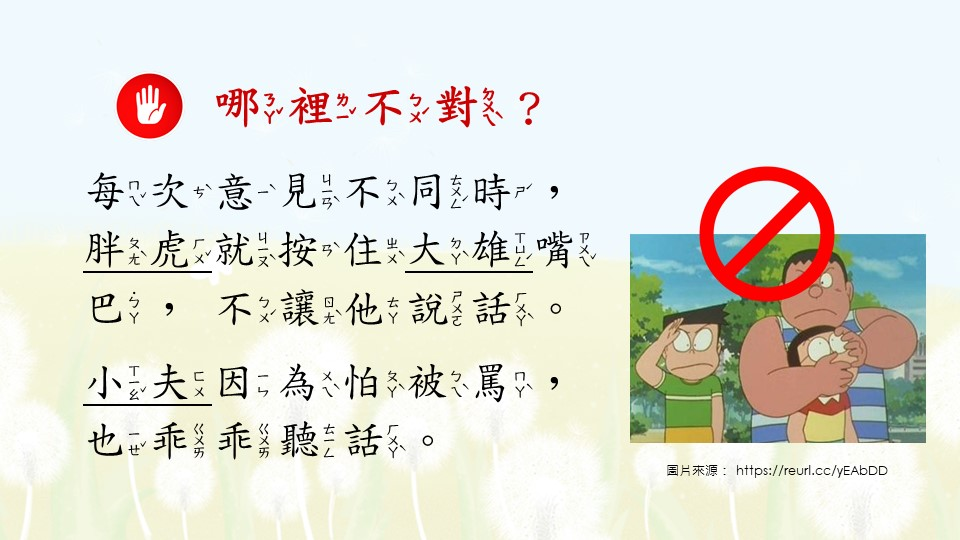 哪裡不對？
每次意見不同時，
胖虎就按住大雄嘴
巴， 不讓他說話。
小夫因為怕被罵，
也乖乖聽話。
圖片來源： https://reurl.cc/yEAbDD